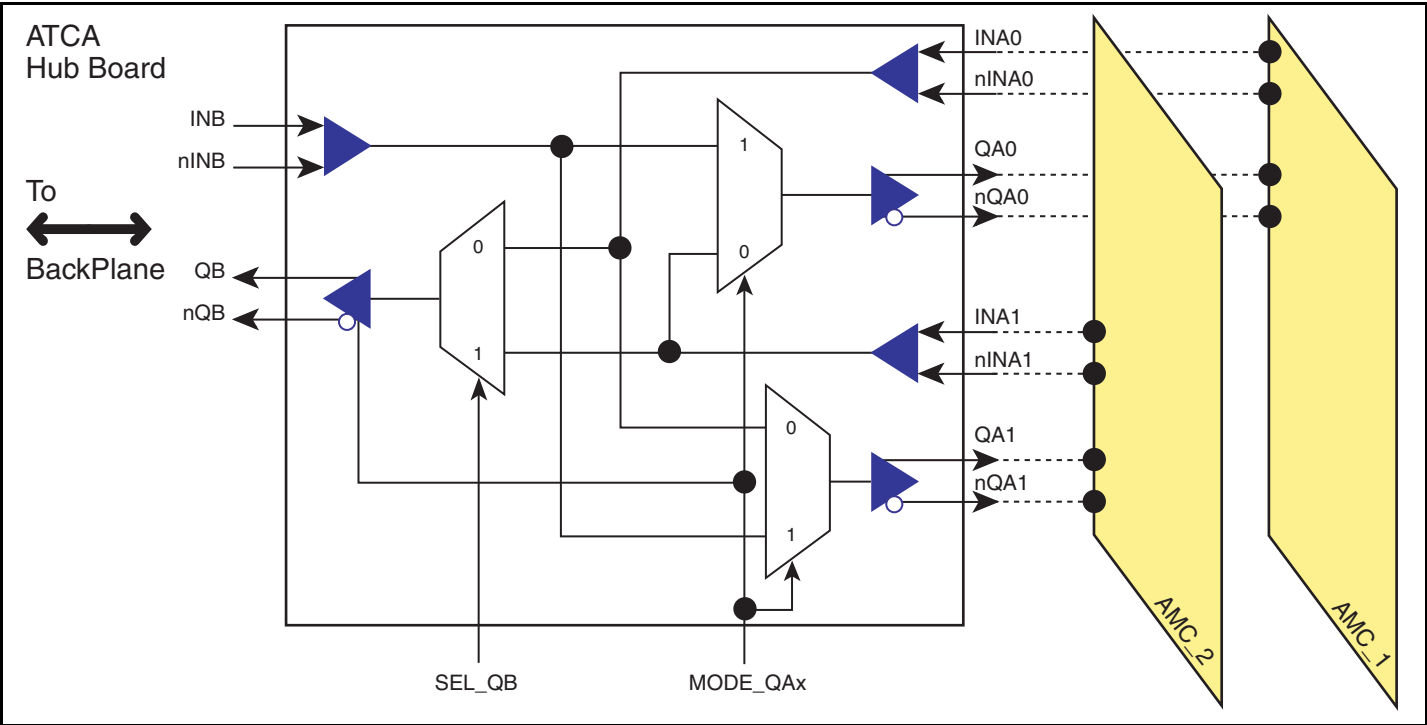 ATCA
Hub Board
INB
nINB
To
BackPlane
QB
nQB
0
1
1
0
0
1
INA0
nINA0
QA0
nQA0
INA1
nINA1
QA1
nQA1
SEL_QB
MODE_QAx
AMC_2
AMC_1